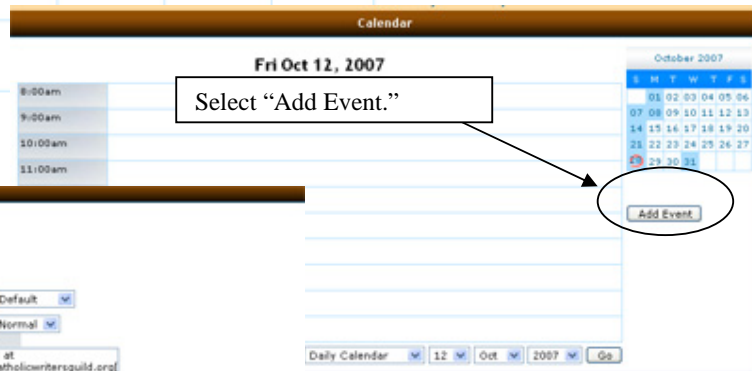 Calendar
Fri Oct 12, 2007
October 2007
S M T W T F S
01 02 03 04 05 06
07 08 09 10 11 12 13
14 15 16 17 18 19 20
21 22 23 24 25 26 27
29 30 31
8:00am
Select “Add Event.”
9:00am
10:00am
11:00am
Add Event
Default
Normal
at
atholicwritersguild.org[
Daily Calendar 12 Oct 2007 Go